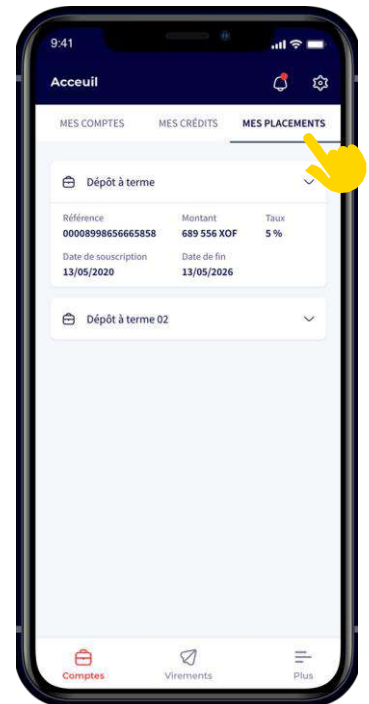 9:41
Acceuil
MES COMPTES MES CRÉDITS MES PLACEMENTS
Dépôt à terme
Référence Montant Taux
00008998656665858 689 556 XOF 5 %
Date de souscription Date de fin
13/05/2020 13/05/2026
Dépôt à terme 02
Comptes Virements Plus